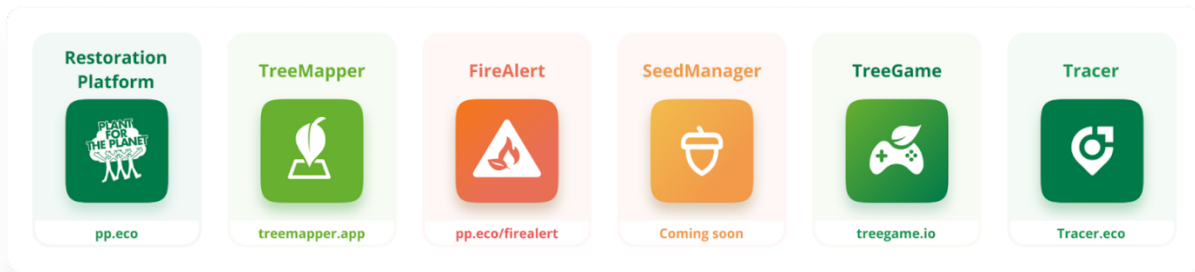 Restoration
Platform
PLANT
FOR
THE PLANET
pp.eco
TreeMapper
treemapper.app
FireAlert
pp.eco/firealert
SeedManager
Coming soon
TreeGame
treegame.io
Tracer
Tracer.eco